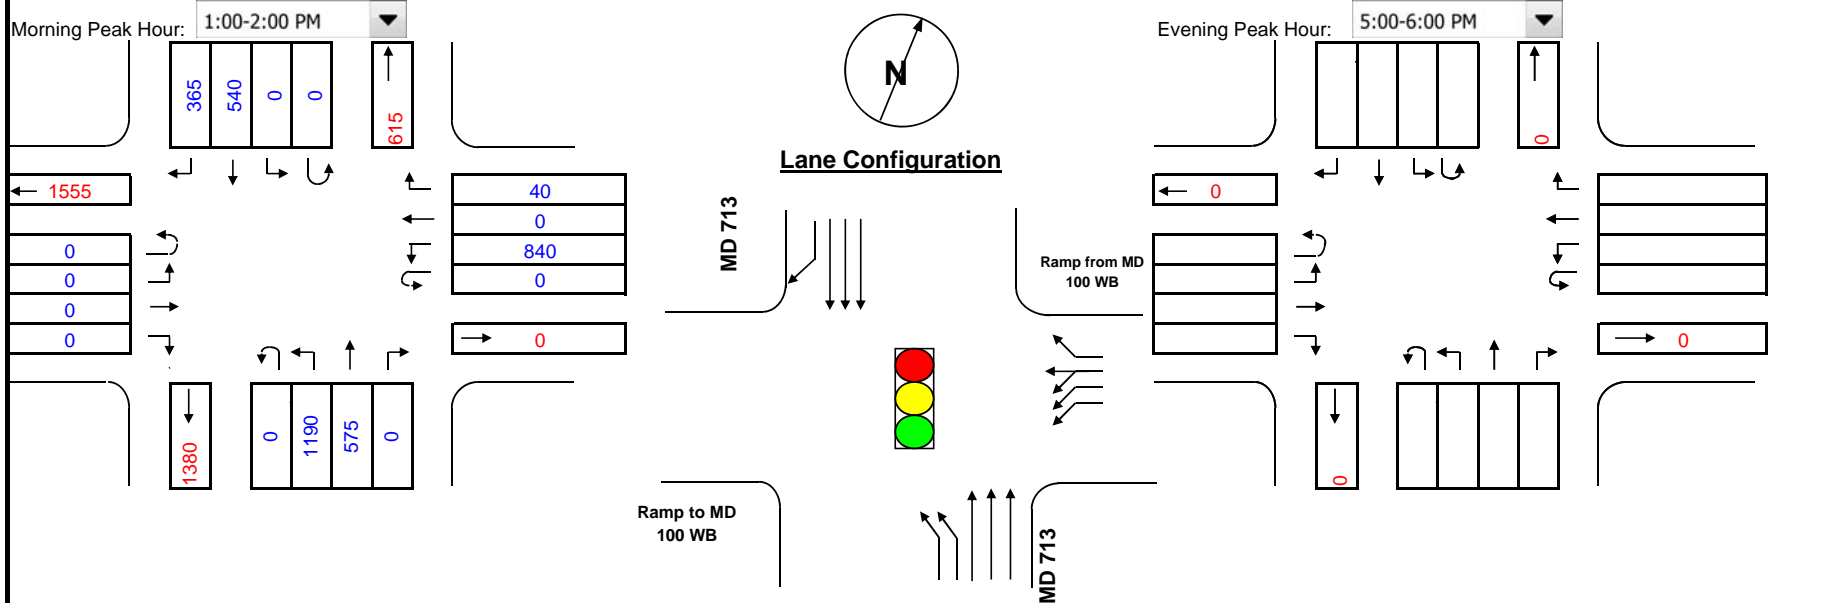 Morning Peak Hour: 1:00-2:00 PM
365 540 0 0 615
1555
0
0
0
0
40
0
840
0
0
1380
0 1190 575 0
N
Lane Configuration
MD 713
Ramp from MD
100 WB
Ramp to MD
100 WB
MD 713
Evening Peak Hour: 5:00-6:00 PM
0
0
0
0